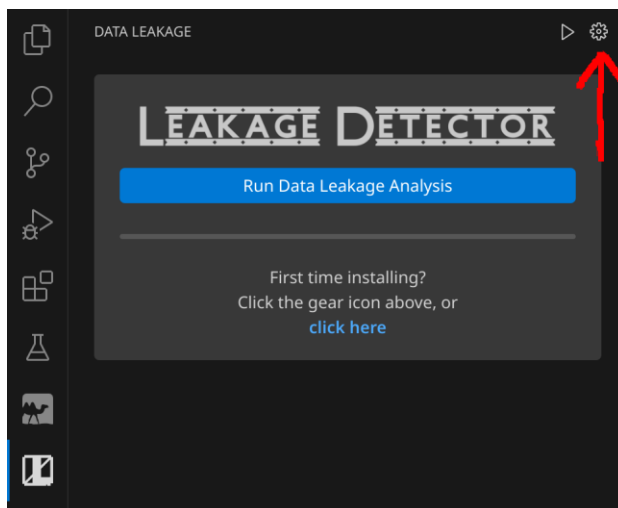 DATA LEAKAGE
LEAKAGE DETECTOR
Run Data Leakage Analysis
First time installing?
Click the gear icon above, or
click here